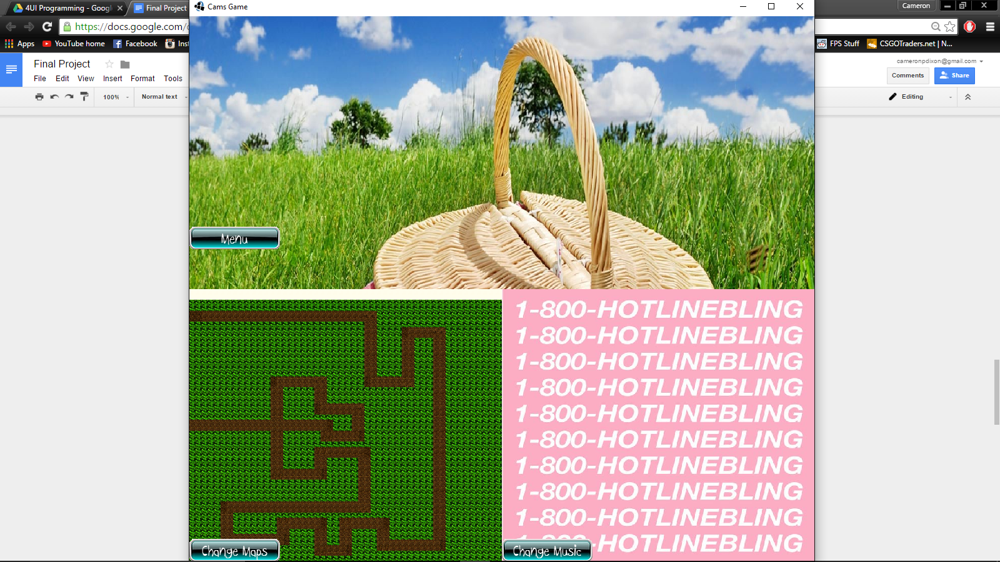 4UI Programming - Googl
Final Project
Cams Game
Cameron
https://docs.google.com/
Apps
YouTube home
Facebook
Inst
FPS Stuff
CSGOTraders.net | N...
Final Project
cameronpdixon@gmail.com
File Edit View Insert Format Tools
Comments
Share
100%
Normal text
Editing
Menu
1-800-HOTLINEBLING
1-800-HOTLINEBLING
1-800-HOTLINEBLING
1-800-HOTLINEBLING
1-800-HOTLINEBLING
1-800-HOTLINEBLING
1-800-HOTLINEBLING
1-800-HOTLINEBLING
1-800-HOTLINEBLING
1-800-HOTLINEBLING
Change Maps
Change Music